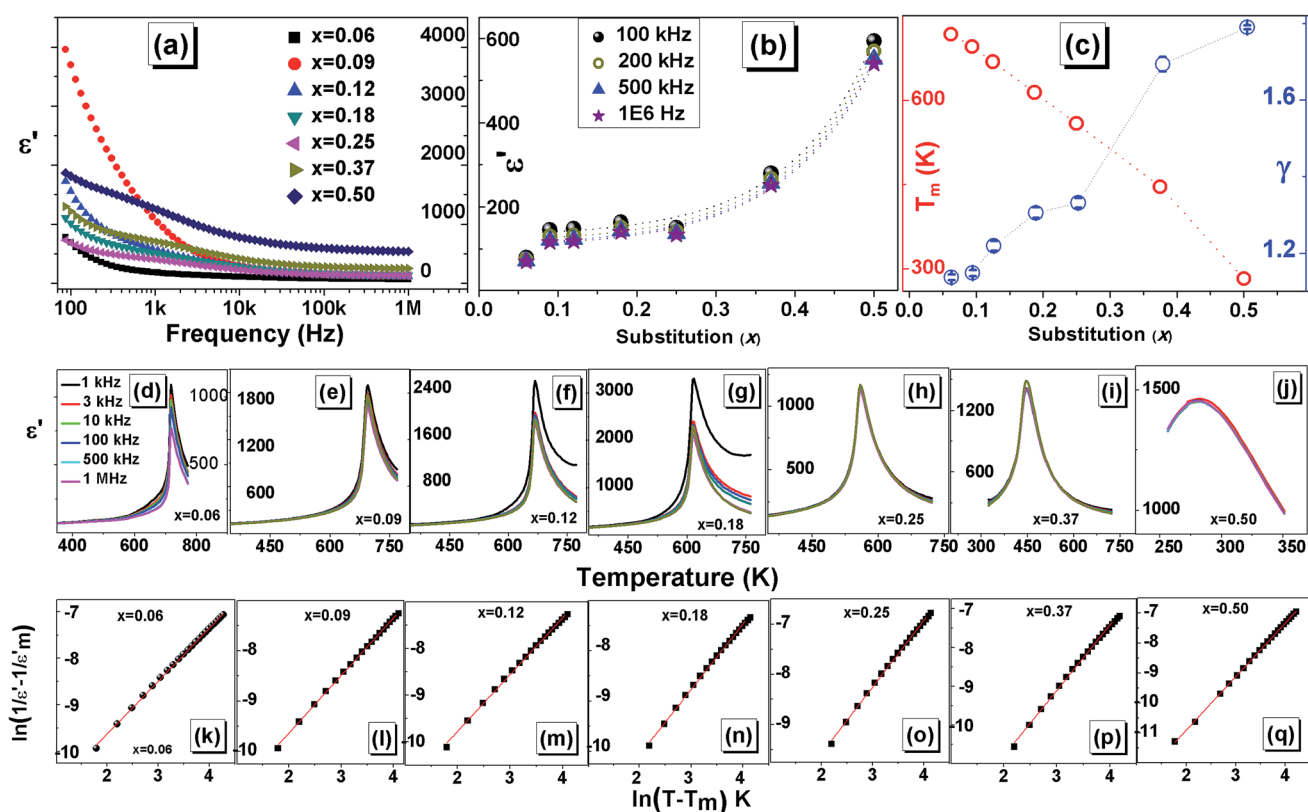 (a)
x=0.06
x=0.09
x=0.12
x=0.18
x=0.25
x=0.37
x=0.50
4000
3000
2000
1000
0
100 1k 10k 100k 1M
Frequency (Hz)
ε'
(b)
100 kHz
200 kHz
500 kHz
1E6 Hz
600
400
200
ε'
0.0 0.1 0.2 0.3 0.4 0.5
Substitution (x)
(c)
600
300
Tm (K)
1.6
1.2
γ
0.0 0.1 0.2 0.3 0.4 0.5
Substitution (x)
ε'
(d)
1 kHz
3 kHz
10 kHz
100 kHz
500 kHz
1 MHz
1000
500
x=0.06
400 600 800
(e)
1800
1200
600
x=0.09
450 600 750
(f)
2400
1600
800
x=0.12
450 600 750
(g)
3000
2000
1000
x=0.18
450 600 750
(h)
1000
500
x=0.25
450 600 750
(i)
1200
600
x=0.37
300 450 600 750
(j)
1500
1000
x=0.50
250 300 350
Temperature (K)
ln(1/ε'-1/ε'm)
-7
-8
-9
-10
x=0.06
(k)
x=0.06
2 3 4
x=0.09
-8
-9
-10
(l)
2 3 4
x=0.12
-8
-9
-10
(m)
2 3 4
x=0.18
-7
-8
-9
-10
(n)
2 3 4
x=0.25
-7
-8
-9
(o)
2 3 4
x=0.37
-7
-8
-9
-10
(p)
2 3 4
x=0.50
-7
-8
-9
-10
-11
(q)
2 3 4
ln(T-Tm) K